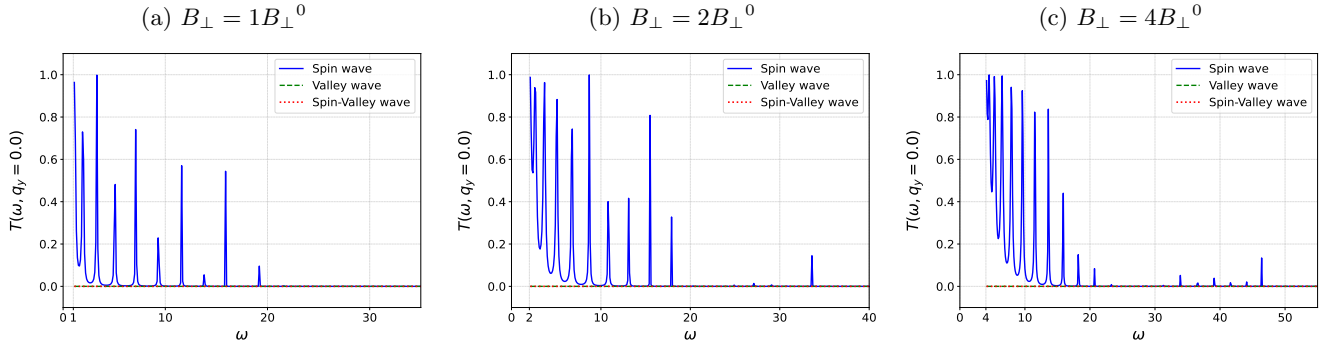 (a) B⊥ = 1B⊥⁰
1.0
0.8
0.6
0.4
0.2
0.0
T(ω, q_y = 0.0)
Spin wave
Valley wave
Spin-Valley wave
0 1 10 20 30
ω
(b) B⊥ = 2B⊥⁰
1.0
0.8
0.6
0.4
0.2
0.0
T(ω, q_y = 0.0)
Spin wave
Valley wave
Spin-Valley wave
0 2 10 20 30 40
ω
(c) B⊥ = 4B⊥⁰
1.0
0.8
0.6
0.4
0.2
0.0
T(ω, q_y = 0.0)
Spin wave
Valley wave
Spin-Valley wave
0 4 10 20 30 40 50
ω